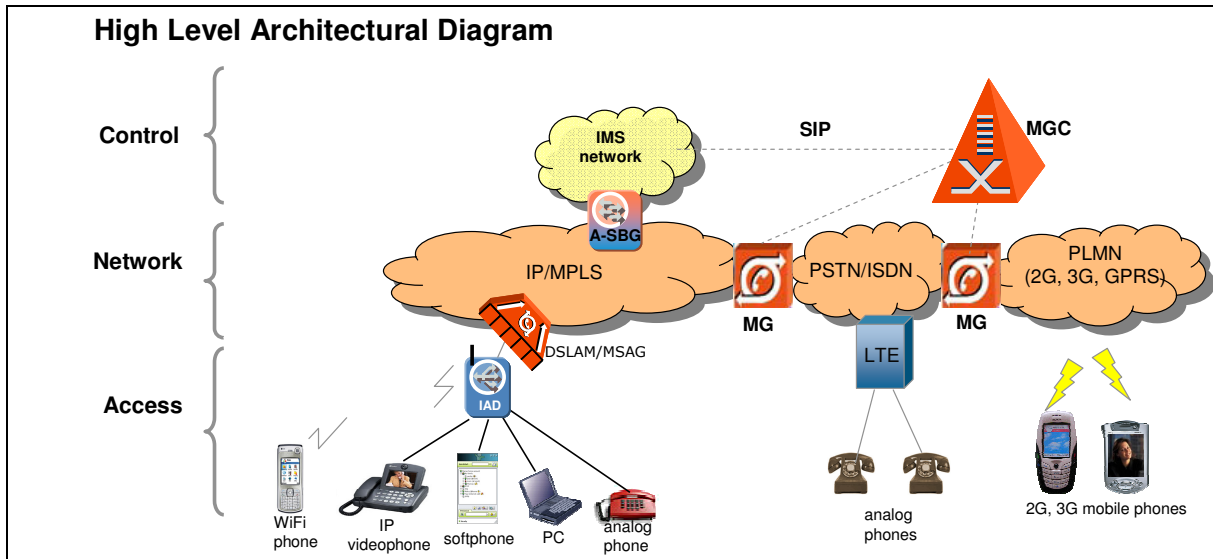 High Level Architectural Diagram
Control
IMS
network
SIP
MGC
A-SBG
Network
IP/MPLS
PSTN/ISDN
PLMN
(2G, 3G, GPRS)
MG
MG
DSLAM/MSAG
LTE
Access
IAD
WiFi
phone
IP
videophone
softphone
PC
analog
phone
analog
phones
2G, 3G mobile phones